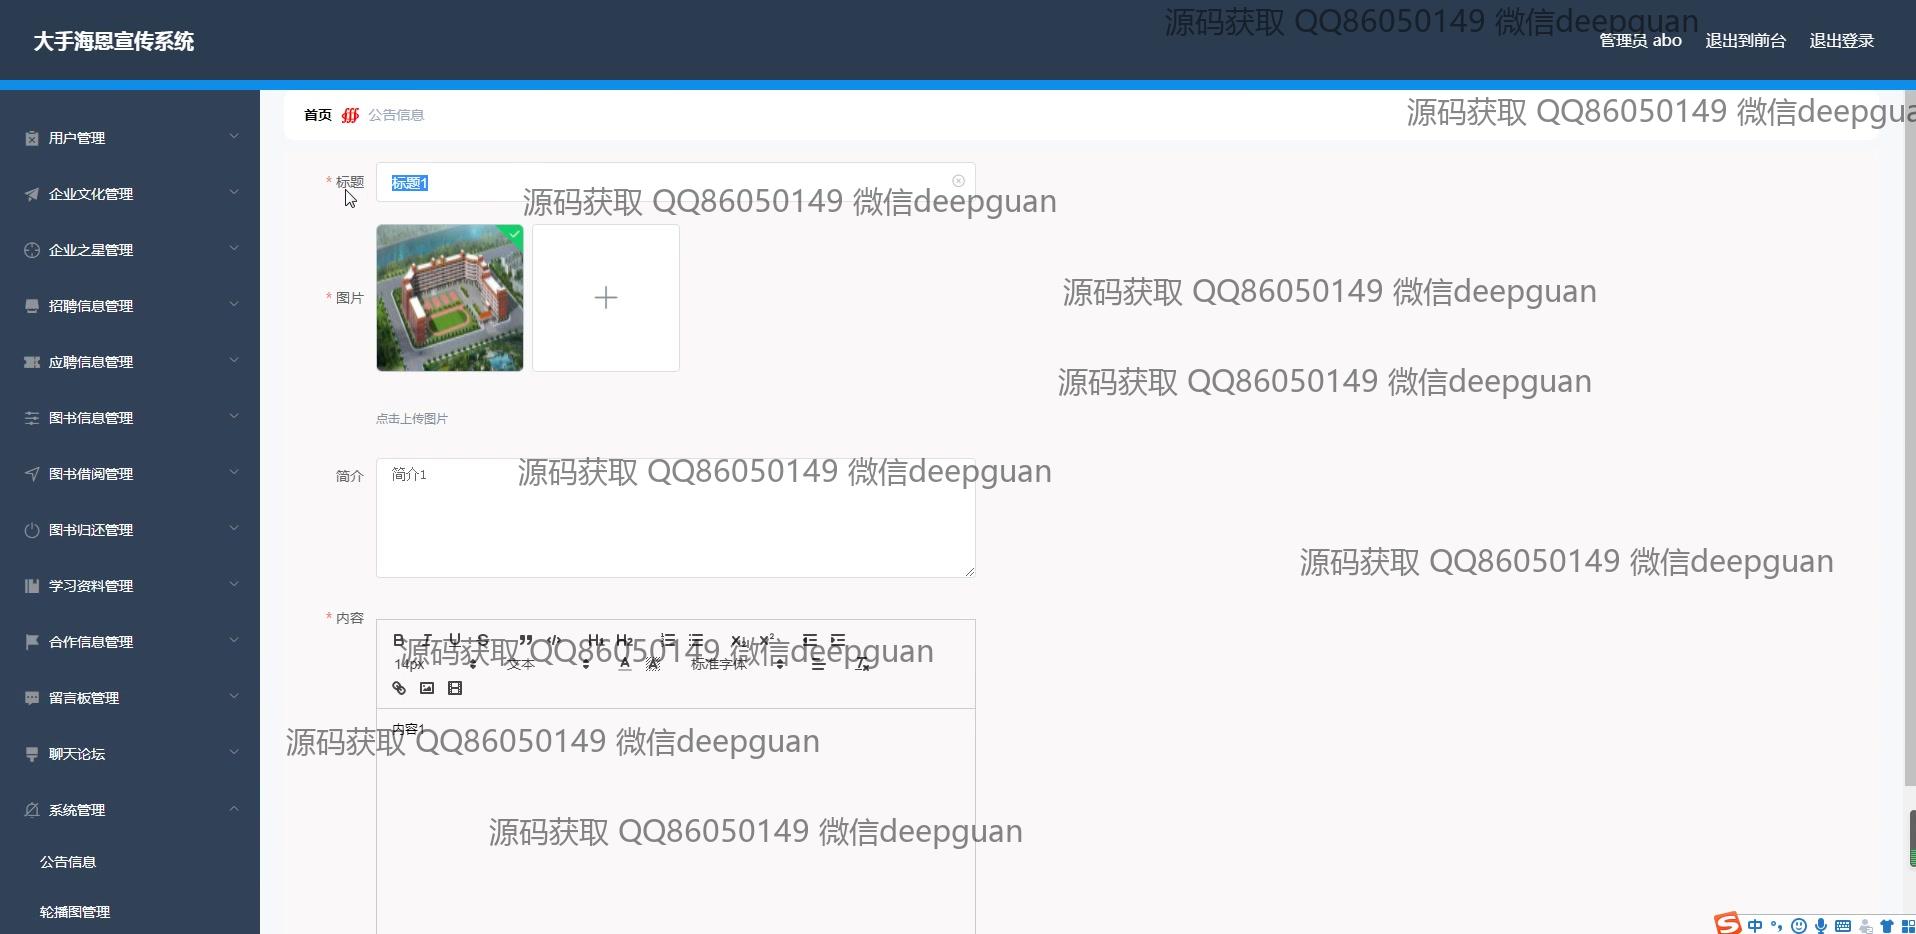 源码获取 QQ86050149 微信deepguan
大手海恩宣传系统
管理员 abo 退出到前台 退出登录
首页 公告信息
源码获取 QQ86050149 微信deepgua
用户管理
* 标题 标题1
企业文化管理
源码获取 QQ86050149 微信deepguan
企业之星管理
* 图片
源码获取 QQ86050149 微信deepguan
招聘信息管理
应聘信息管理
源码获取 QQ86050149 微信deepguan
图书信息管理
点击上传图片
图书借阅管理
简介 简介1
源码获取 QQ86050149 微信deepguan
图书归还管理
源码获取 QQ86050149 微信deepguan
学习资料管理
* 内容
合作信息管理
B I U S H1 H2 X2 X2
源码获取 QQ86050149 微信deepguan
14px 文本 A A 标准字体 Tx
留言板管理
内容1
源码获取 QQ86050149 微信deepguan
聊天论坛
系统管理
源码获取 QQ86050149 微信deepguan
公告信息
轮播图管理
S 中